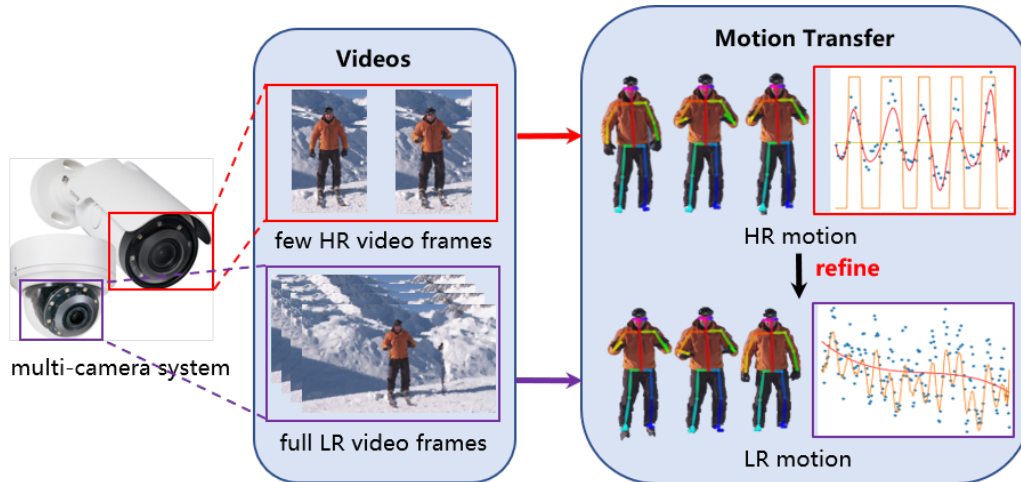 Videos
Motion Transfer
few HR video frames
HR motion
refine
multi-camera system
full LR video frames
LR motion